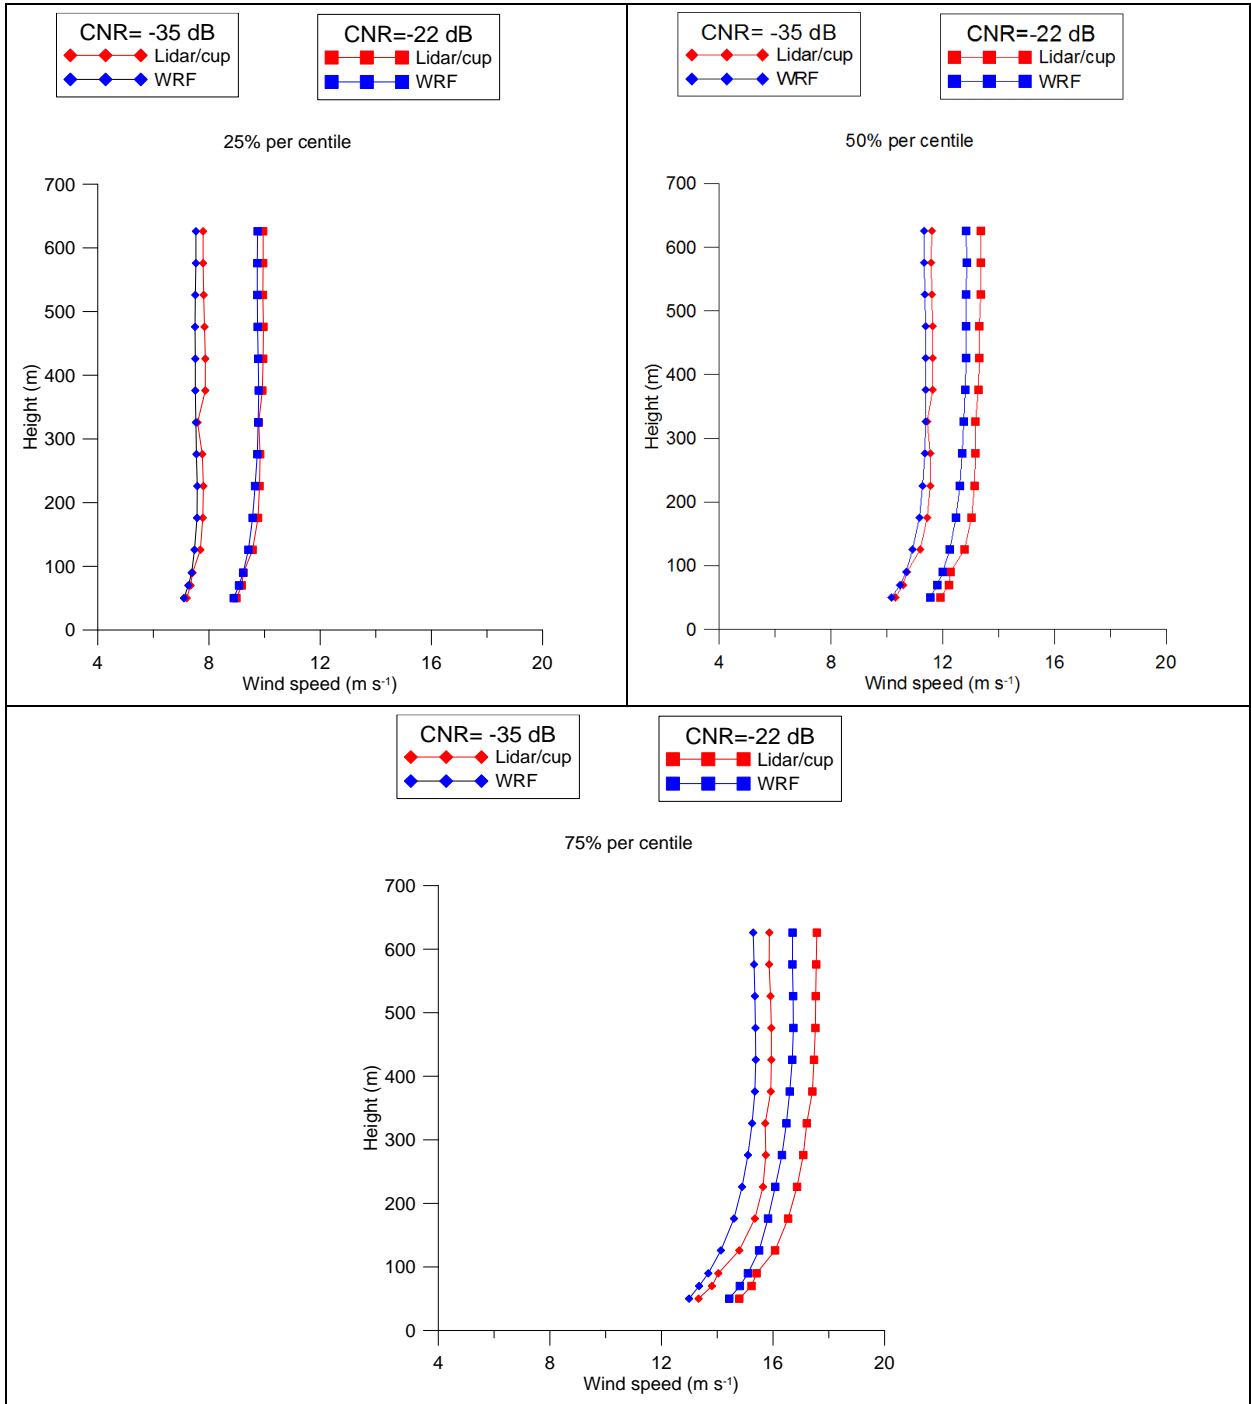 CNR= -35 dB
Lidar/cup
WRF
CNR=-22 dB
Lidar/cup
WRF
25% per centile
700
600
500
400
300
200
100
0
Height (m)
4 8 12 16 20
Wind speed (m s-1)
CNR= -35 dB
Lidar/cup
WRF
CNR=-22 dB
Lidar/cup
WRF
50% per centile
700
600
500
400
300
200
100
0
Height (m)
4 8 12 16 20
Wind speed (m s-1)
CNR= -35 dB
Lidar/cup
WRF
CNR=-22 dB
Lidar/cup
WRF
75% per centile
700
600
500
400
300
200
100
0
Height (m)
4 8 12 16 20
Wind speed (m s-1)